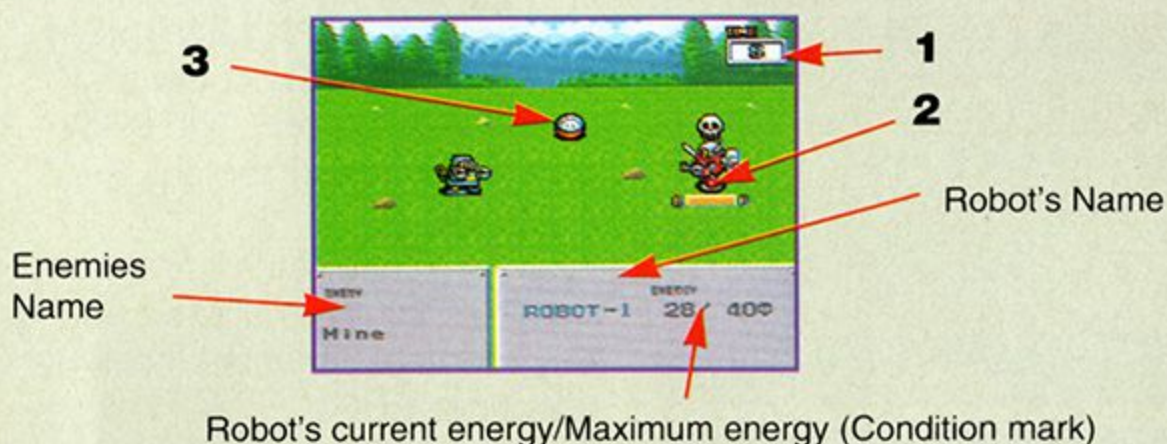 3
1
2
Robot's Name
Enemies
Name
ENEMY
ENERGY
ROBOT-1 28/ 40
Mine
Robot's current energy/Maximum energy (Condition mark)